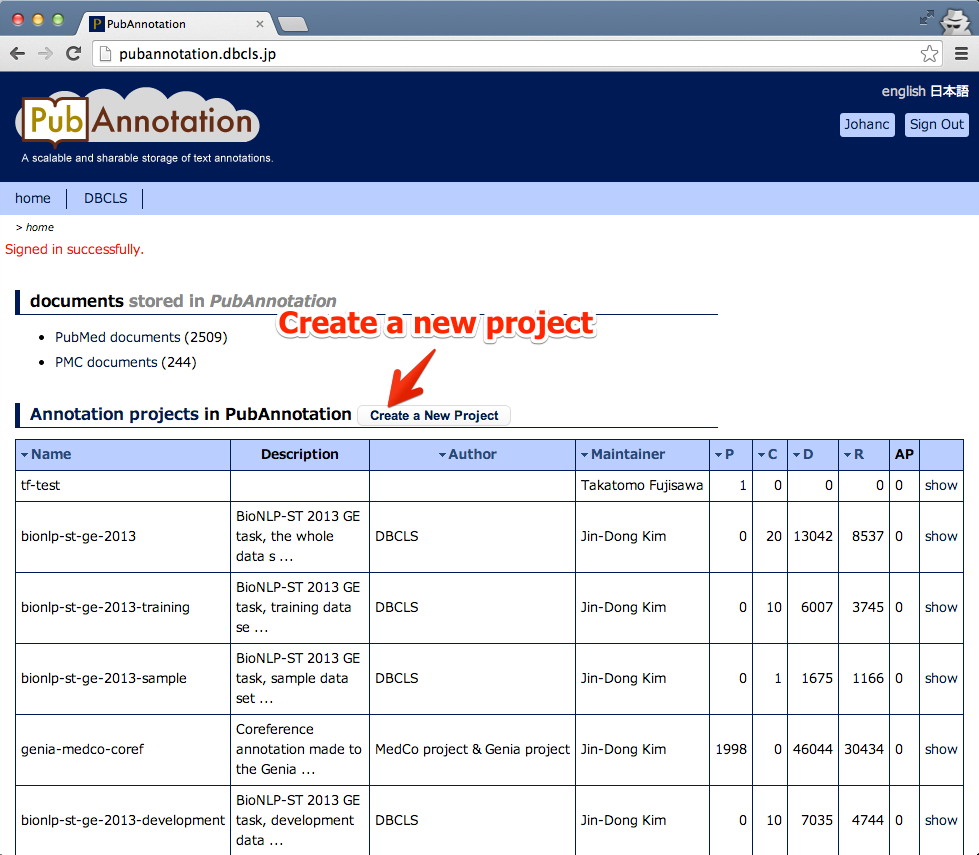 PubAnnotation
pubannotation.dbcls.jp
english 日本語
PubAnnotation
Johanc Sign Out
A scalable and sharable storage of text annotations.
home DBCLS
> home
Signed in successfully.
documents stored in PubAnnotation
Create a new project
PubMed documents (2509)
PMC documents (244)
Annotation projects in PubAnnotation Create a New Project
Name Description Author Maintainer P C D R AP
tf-test Takatomo Fujisawa 1 0 0 0 0 show
BioNLP-ST 2013 GE
bionlp-st-ge-2013 task, the whole DBCLS Jin-Dong Kim 0 20 13042 8537 0 show
data s ...
BioNLP-ST 2013 GE
bionlp-st-ge-2013-training task, training data DBCLS Jin-Dong Kim 0 10 6007 3745 0 show
se ...
BioNLP-ST 2013 GE
bionlp-st-ge-2013-sample task, sample data DBCLS Jin-Dong Kim 0 1 1675 1166 0 show
set ...
Coreference
genia-medco-coref annotation made to MedCo project & Genia project Jin-Dong Kim 1998 0 46044 30434 0 show
the Genia ...
BioNLP-ST 2013 GE
bionlp-st-ge-2013-development task, development DBCLS Jin-Dong Kim 0 10 7035 4744 0 show
data ...